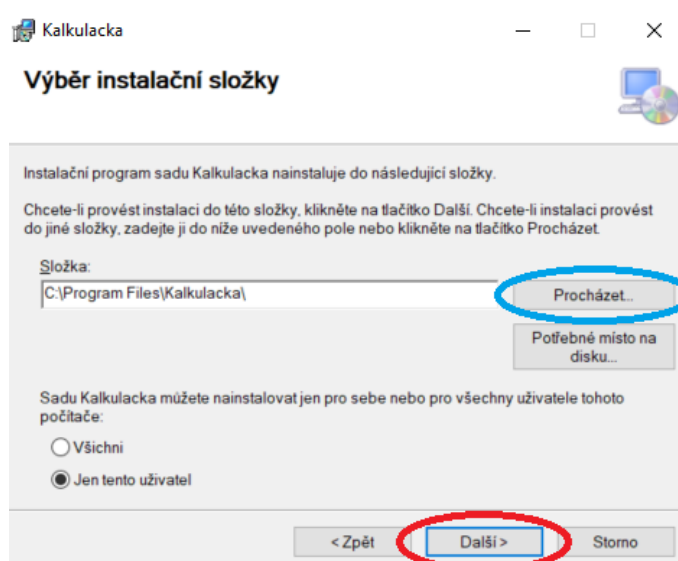 Kalkulacka
Výběr instalační složky
Instalační program sadu Kalkulacka nainstaluje do následující složky.
Chcete-li provést instalaci do této složky, klikněte na tlačítko Další. Chcete-li instalaci provést
do jiné složky, zadejte ji do níže uvedeného pole nebo klikněte na tlačítko Procházet.
Složka:
C:\Program Files\Kalkulacka\
Procházet...
Potřebné místo na
disku...
Sadu Kalkulacka můžete nainstalovat jen pro sebe nebo pro všechny uživatele tohoto
počítače:
Všichni
Jen tento uživatel
< Zpět
Další >
Storno